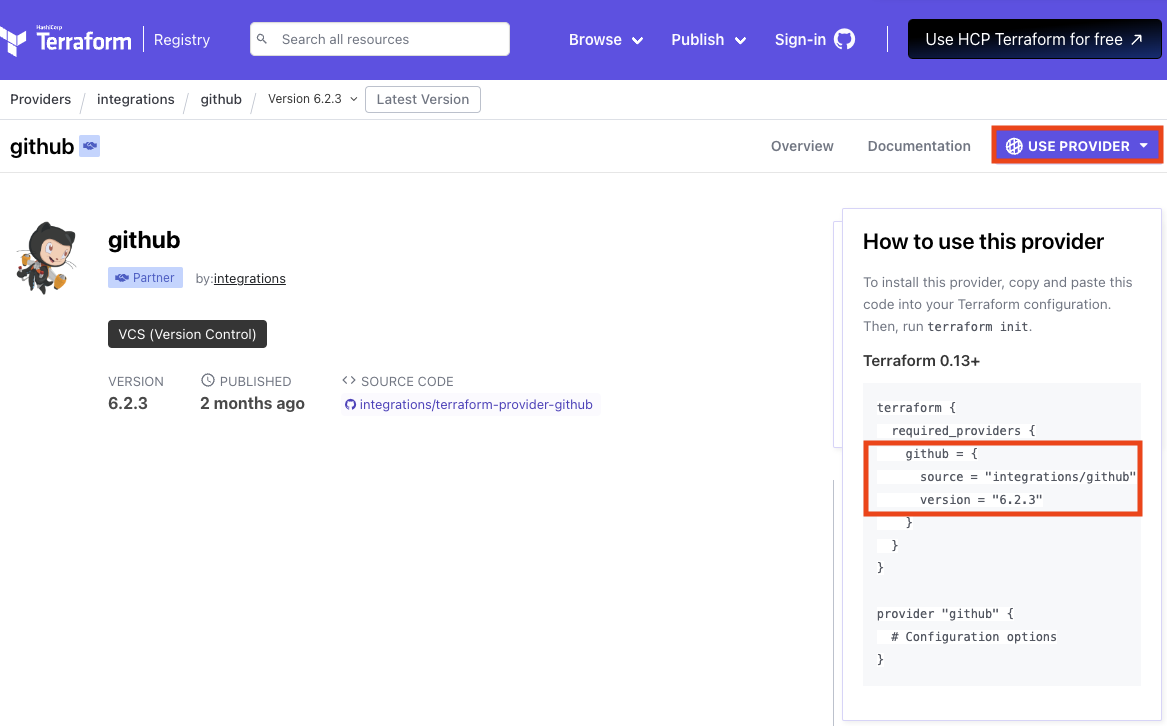 HashiCorp
Terraform
Registry
Search all resources
Browse
Publish
Sign-in
Use HCP Terraform for free ↗
Providers / integrations / github / Version 6.2.3
Latest Version
github
Overview
Documentation
USE PROVIDER
github
Partner
by:integrations
VCS (Version Control)
VERSION
6.2.3
PUBLISHED
2 months ago
<> SOURCE CODE
integrations/terraform-provider-github
How to use this provider
To install this provider, copy and paste this
code into your Terraform configuration.
Then, run terraform init.
Terraform 0.13+
terraform {
required_providers {
github = {
source = "integrations/github"
version = "6.2.3"
}
}
}
provider "github" {
# Configuration options
}